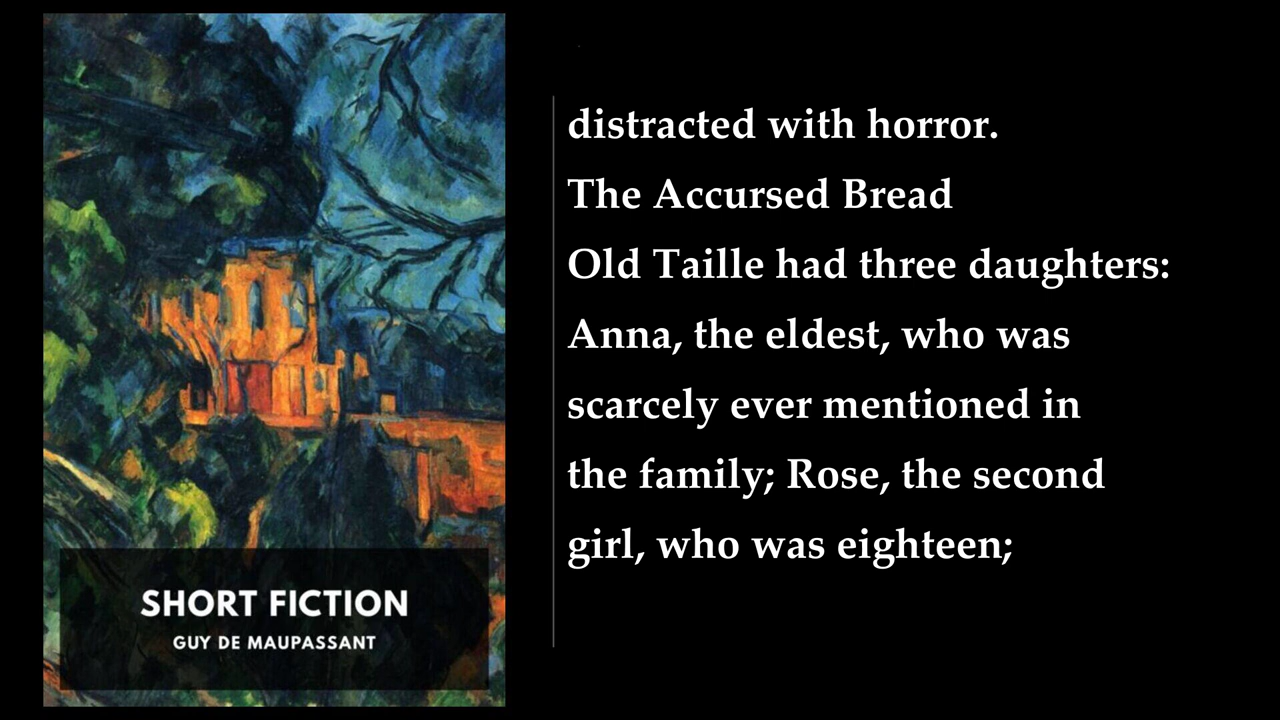 SHORT FICTION
GUY DE MAUPASSANT
distracted with horror.
The Accursed Bread
Old Taille had three daughters:
Anna, the eldest, who was
scarcely ever mentioned in
the family; Rose, the second
girl, who was eighteen;